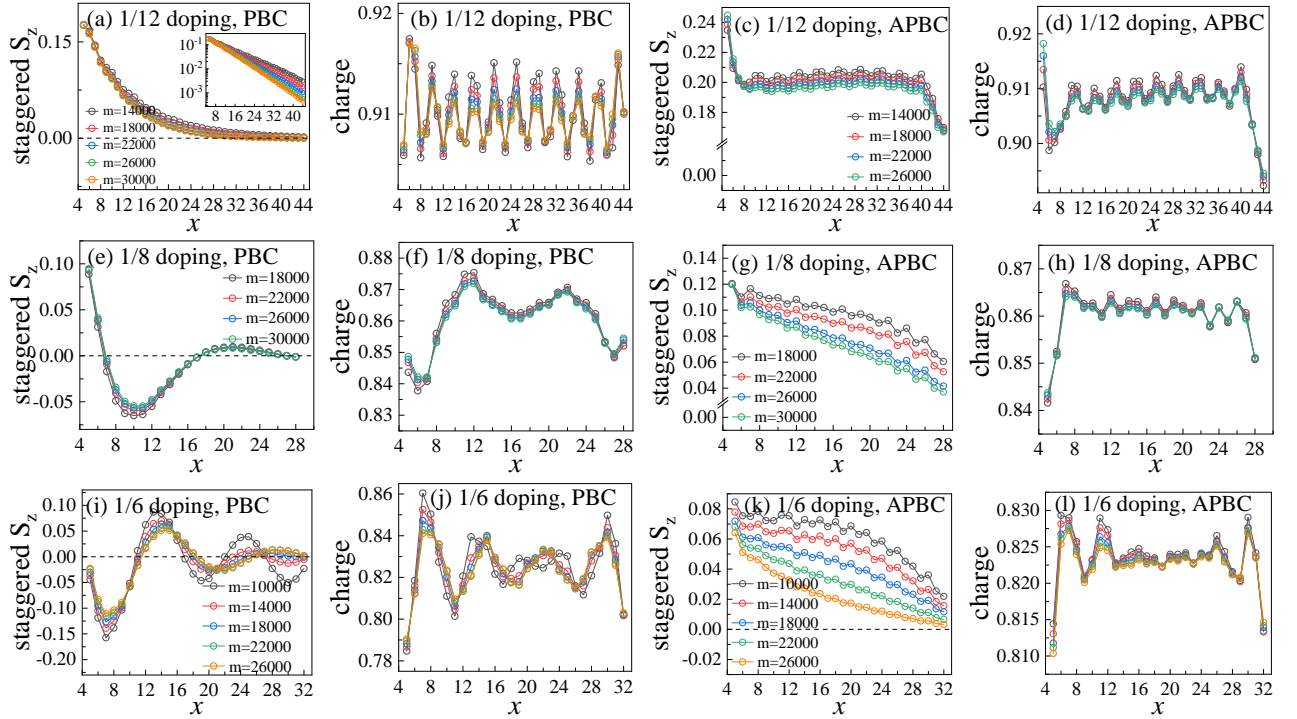 (a) 1/12 doping, PBC
staggered S_z
0.15
0.00
10^-1
10^-2
10^-3
8 16 24 32 40
m=14000
m=18000
m=22000
m=26000
m=30000
4 8 12 16 20 24 28 32 36 40 44
x
(b) 1/12 doping, PBC
charge
0.92
0.91
4 8 12 16 20 24 28 32 36 40 44
x
(c) 1/12 doping, APBC
staggered S_z
0.24
0.22
0.20
0.18
0.00
m=14000
m=18000
m=22000
m=26000
4 8 12 16 20 24 28 32 36 40 44
x
(d) 1/12 doping, APBC
charge
0.92
0.91
0.90
4 8 12 16 20 24 28 32 36 40 44
x
(e) 1/8 doping, PBC
staggered S_z
0.10
0.05
0.00
-0.05
m=18000
m=22000
m=26000
m=30000
4 8 12 16 20 24 28
x
(f) 1/8 doping, PBC
charge
0.88
0.87
0.86
0.85
0.84
0.83
4 8 12 16 20 24 28
x
(g) 1/8 doping, APBC
staggered S_z
0.14
0.12
0.10
0.08
0.06
0.04
0.00
m=18000
m=22000
m=26000
m=30000
4 8 12 16 20 24 28
x
(h) 1/8 doping, APBC
charge
0.87
0.86
0.85
0.84
4 8 12 16 20 24 28
x
(i) 1/6 doping, PBC
staggered S_z
0.10
0.05
0.00
-0.05
-0.10
-0.15
-0.20
m=10000
m=14000
m=18000
m=22000
m=26000
4 8 12 16 20 24 28 32
x
(j) 1/6 doping, PBC
charge
0.86
0.84
0.82
0.80
0.78
4 8 12 16 20 24 28 32
x
(k) 1/6 doping, APBC
staggered S_z
0.08
0.06
0.04
0.02
0.00
-0.02
m=10000
m=14000
m=18000
m=22000
m=26000
4 8 12 16 20 24 28 32
x
(l) 1/6 doping, APBC
charge
0.830
0.825
0.820
0.815
0.810
4 8 12 16 20 24 28 32
x